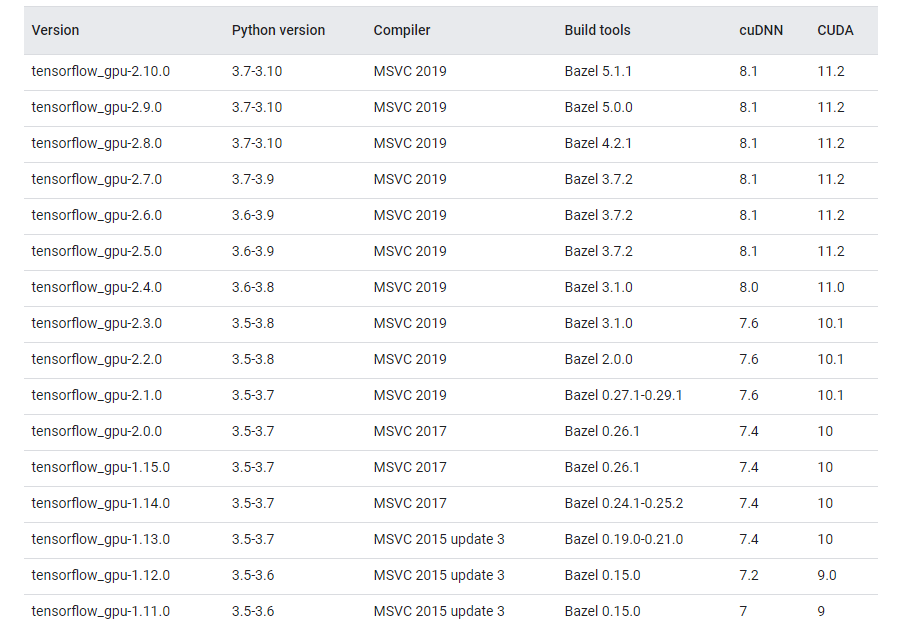 Version Python version Compiler Build tools cuDNN CUDA
tensorflow_gpu-2.10.0 3.7-3.10 MSVC 2019 Bazel 5.1.1 8.1 11.2
tensorflow_gpu-2.9.0 3.7-3.10 MSVC 2019 Bazel 5.0.0 8.1 11.2
tensorflow_gpu-2.8.0 3.7-3.10 MSVC 2019 Bazel 4.2.1 8.1 11.2
tensorflow_gpu-2.7.0 3.7-3.9 MSVC 2019 Bazel 3.7.2 8.1 11.2
tensorflow_gpu-2.6.0 3.6-3.9 MSVC 2019 Bazel 3.7.2 8.1 11.2
tensorflow_gpu-2.5.0 3.6-3.9 MSVC 2019 Bazel 3.7.2 8.1 11.2
tensorflow_gpu-2.4.0 3.6-3.8 MSVC 2019 Bazel 3.1.0 8.0 11.0
tensorflow_gpu-2.3.0 3.5-3.8 MSVC 2019 Bazel 3.1.0 7.6 10.1
tensorflow_gpu-2.2.0 3.5-3.8 MSVC 2019 Bazel 2.0.0 7.6 10.1
tensorflow_gpu-2.1.0 3.5-3.7 MSVC 2019 Bazel 0.27.1-0.29.1 7.6 10.1
tensorflow_gpu-2.0.0 3.5-3.7 MSVC 2017 Bazel 0.26.1 7.4 10
tensorflow_gpu-1.15.0 3.5-3.7 MSVC 2017 Bazel 0.26.1 7.4 10
tensorflow_gpu-1.14.0 3.5-3.7 MSVC 2017 Bazel 0.24.1-0.25.2 7.4 10
tensorflow_gpu-1.13.0 3.5-3.7 MSVC 2015 update 3 Bazel 0.19.0-0.21.0 7.4 10
tensorflow_gpu-1.12.0 3.5-3.6 MSVC 2015 update 3 Bazel 0.15.0 7.2 9.0
tensorflow_gpu-1.11.0 3.5-3.6 MSVC 2015 update 3 Bazel 0.15.0 7 9